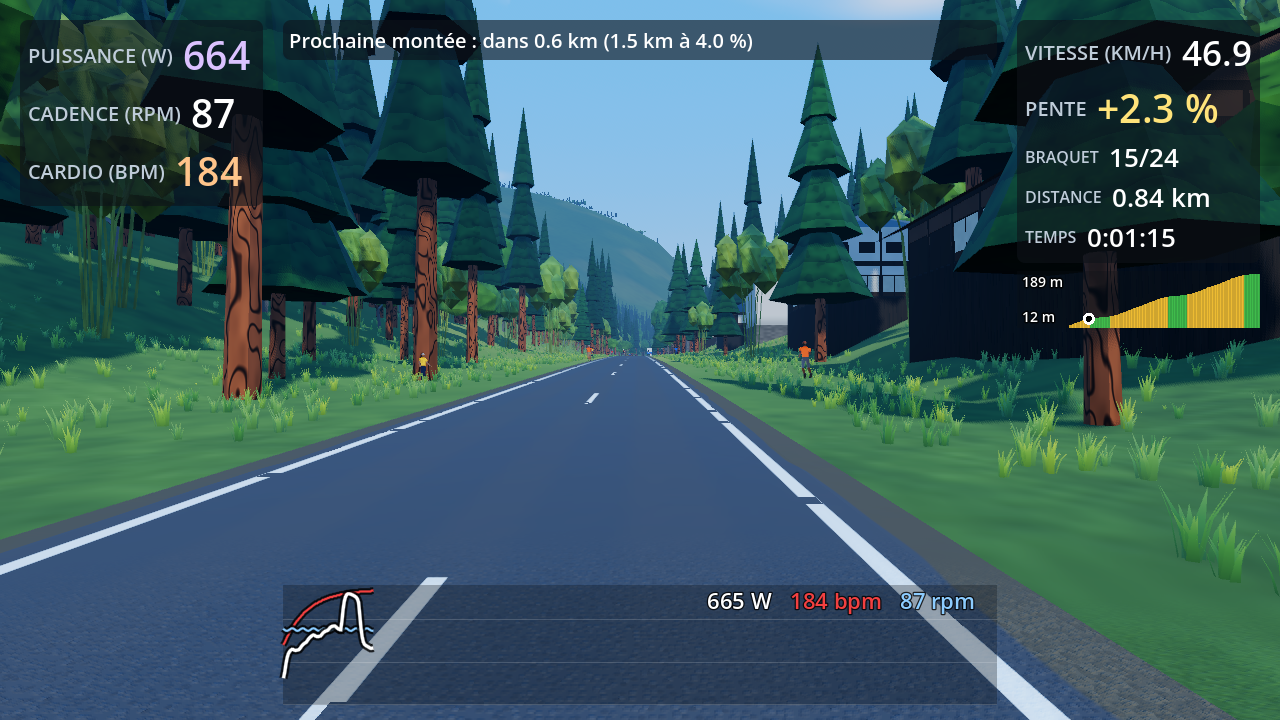 PUISSANCE (W) 664
CADENCE (RPM) 87
CARDIO (BPM) 184
Prochaine montée : dans 0.6 km (1.5 km à 4.0 %)
VITESSE (KM/H) 46.9
PENTE +2.3 %
BRAQUET 15/24
DISTANCE 0.84 km
TEMPS 0:01:15
189 m
12 m
665 W 184 bpm 87 rpm